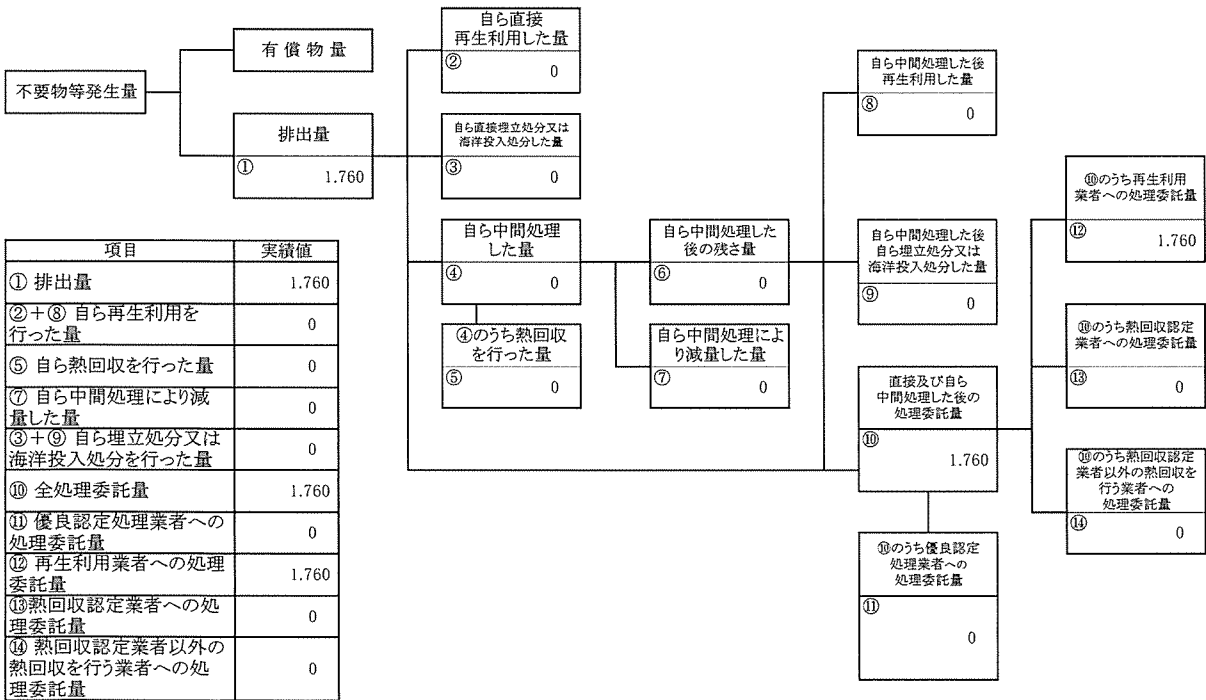 不要物等発生量
有 償 物 量
排出量
①
1.760
自ら直接
再生利用した量
②
0
自ら直接埋立処分又は
海洋投入処分した量
③
0
自ら中間処理
した量
④
0
④のうち熱回収
を行った量
⑤
0
自ら中間処理した
後の残さ量
⑥
0
自ら中間処理によ
り減量した量
⑦
0
自ら中間処理した後
再生利用した量
⑧
0
自ら中間処理した後
自ら埋立処分又は
海洋投入処分した量
⑨
0
直接及び自ら
中間処理した後の
処理委託量
⑩
1.760
⑩のうち優良認定
処理業者への
処理委託量
⑪
0
⑩のうち再生利用
業者への処理委託量
⑫
1.760
⑩のうち熱回収認定
業者への処理委託量
⑬
0
⑩のうち熱回収認定
業者以外の熱回収を
行う業者への
処理委託量
⑭
0
項目 実績値
① 排出量 1.760
②+⑧ 自ら再生利用を
行った量 0
⑤ 自ら熱回収を行った量 0
⑦ 自ら中間処理により減
量した量 0
③+⑨ 自ら埋立処分又は
海洋投入処分を行った量 0
⑩ 全処理委託量 1.760
⑪ 優良認定処理業者への
処理委託量 0
⑫ 再生利用業者への処理
委託量 1.760
⑬熱回収認定業者への処
理委託量 0
⑭ 熱回収認定業者以外の
熱回収を行う業者への処
理委託量 0